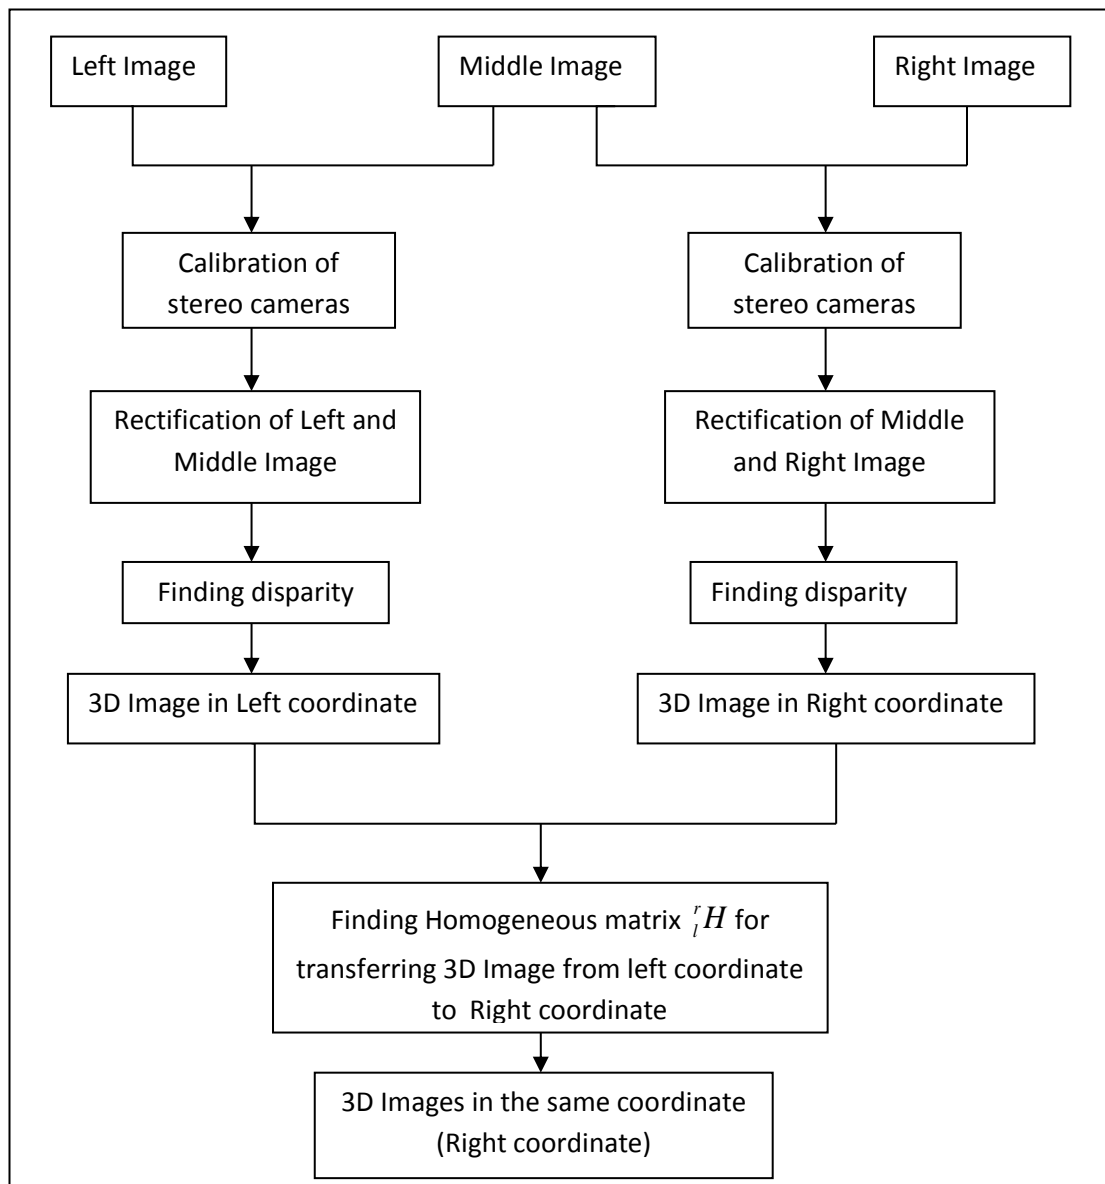 Left Image
Middle Image
Right Image
Calibration of
stereo cameras
Calibration of
stereo cameras
Rectification of Left and
Middle Image
Rectification of Middle
and Right Image
Finding disparity
Finding disparity
3D Image in Left coordinate
3D Image in Right coordinate
Finding Homogeneous matrix ᵣₗH for
transferring 3D Image from left coordinate
to Right coordinate
3D Images in the same coordinate
(Right coordinate)